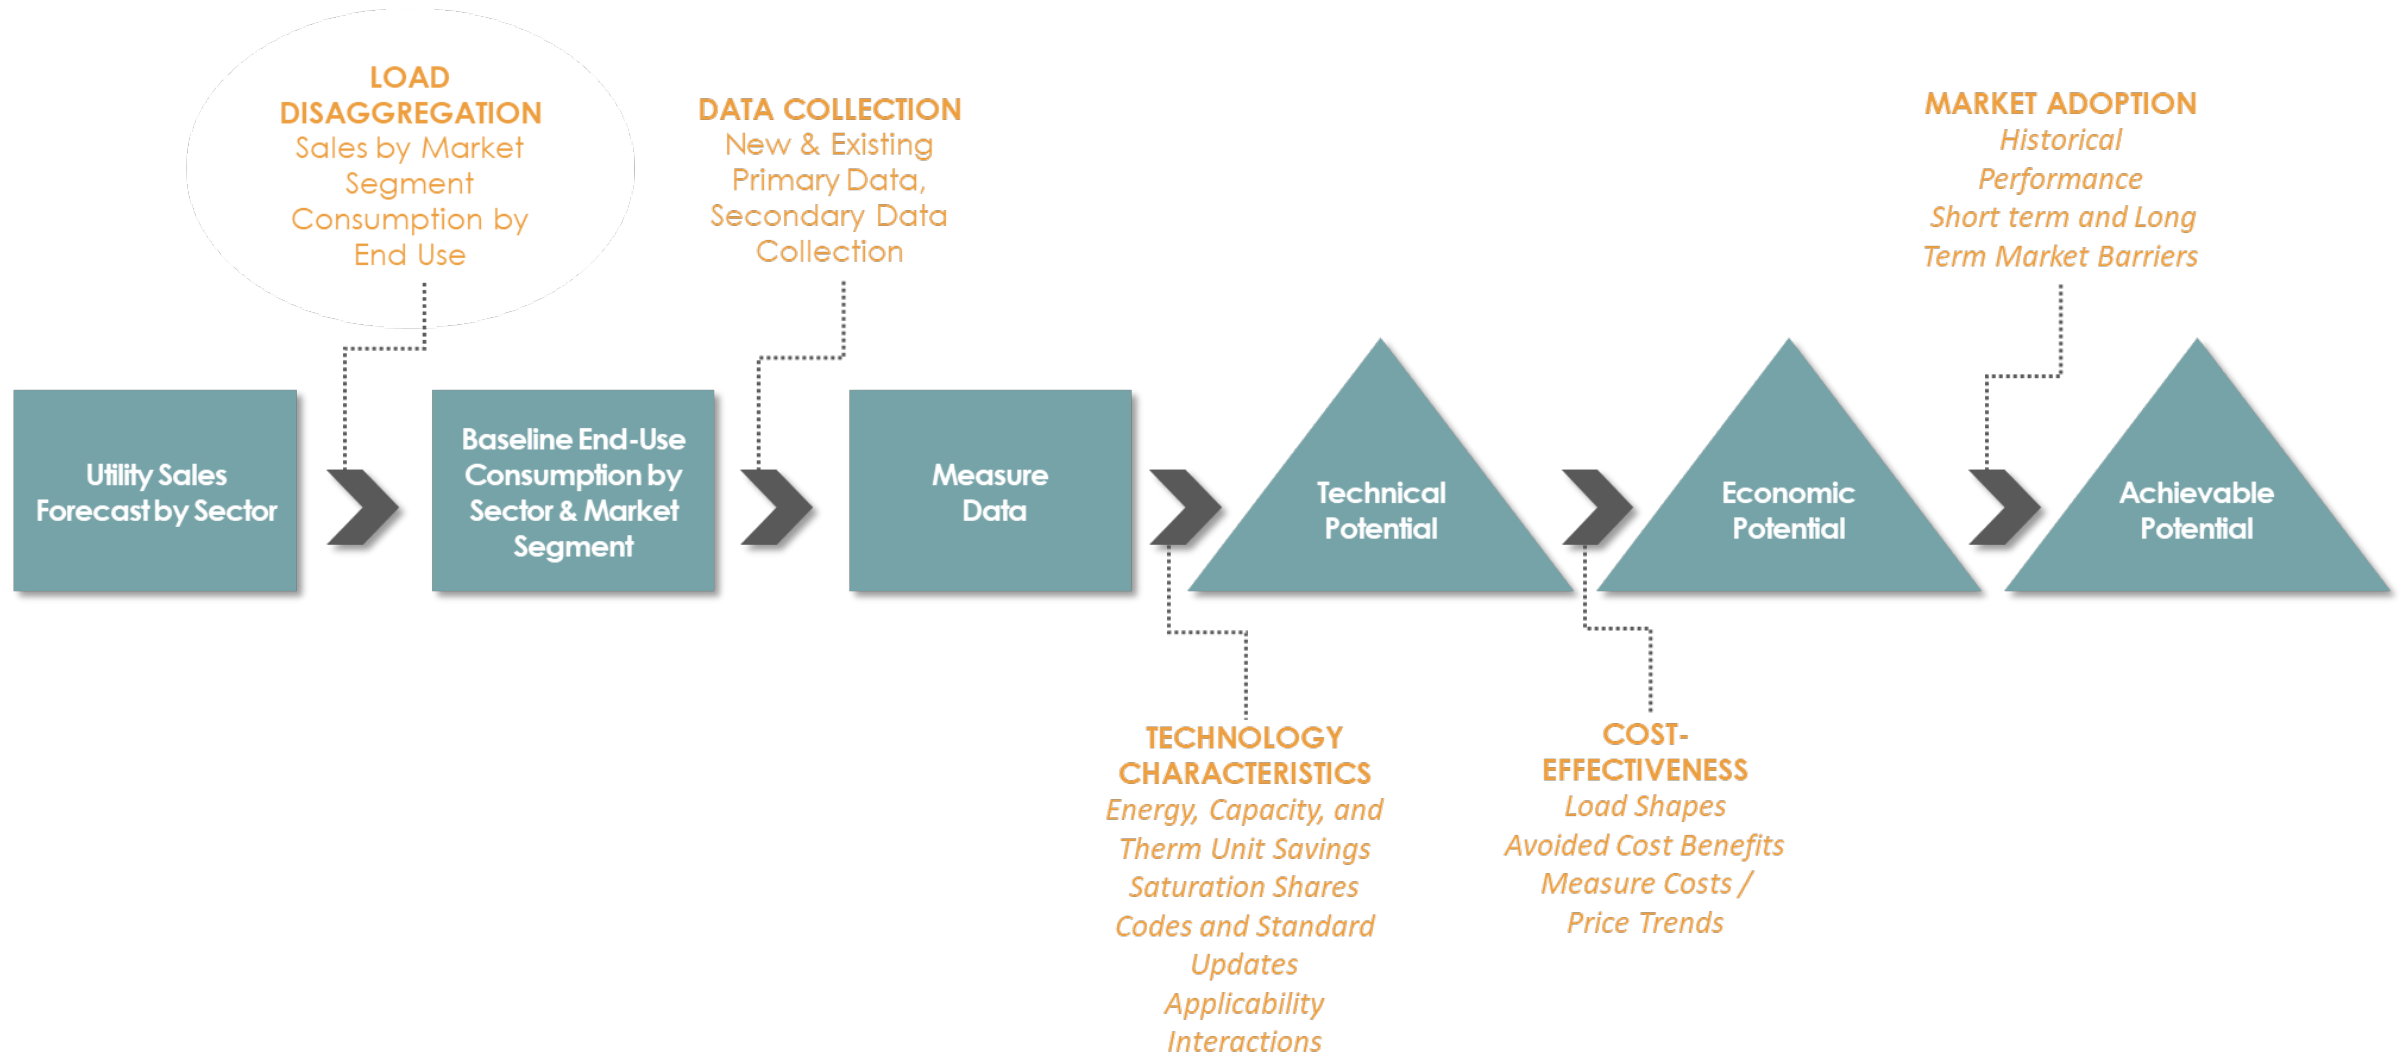 LOAD
DISAGGREGATION
Sales by Market
Segment
Consumption by
End Use
DATA COLLECTION
New & Existing
Primary Data,
Secondary Data
Collection
MARKET ADOPTION
Historical
Performance
Short term and Long
Term Market Barriers
Utility Sales
Forecast by Sector
Baseline End-Use
Consumption by
Sector & Market
Segment
Measure
Data
Technical
Potential
Economic
Potential
Achievable
Potential
TECHNOLOGY
CHARACTERISTICS
Energy, Capacity, and
Therm Unit Savings
Saturation Shares
Codes and Standard
Updates
Applicability
Interactions
COST-
EFFECTIVENESS
Load Shapes
Avoided Cost Benefits
Measure Costs /
Price Trends